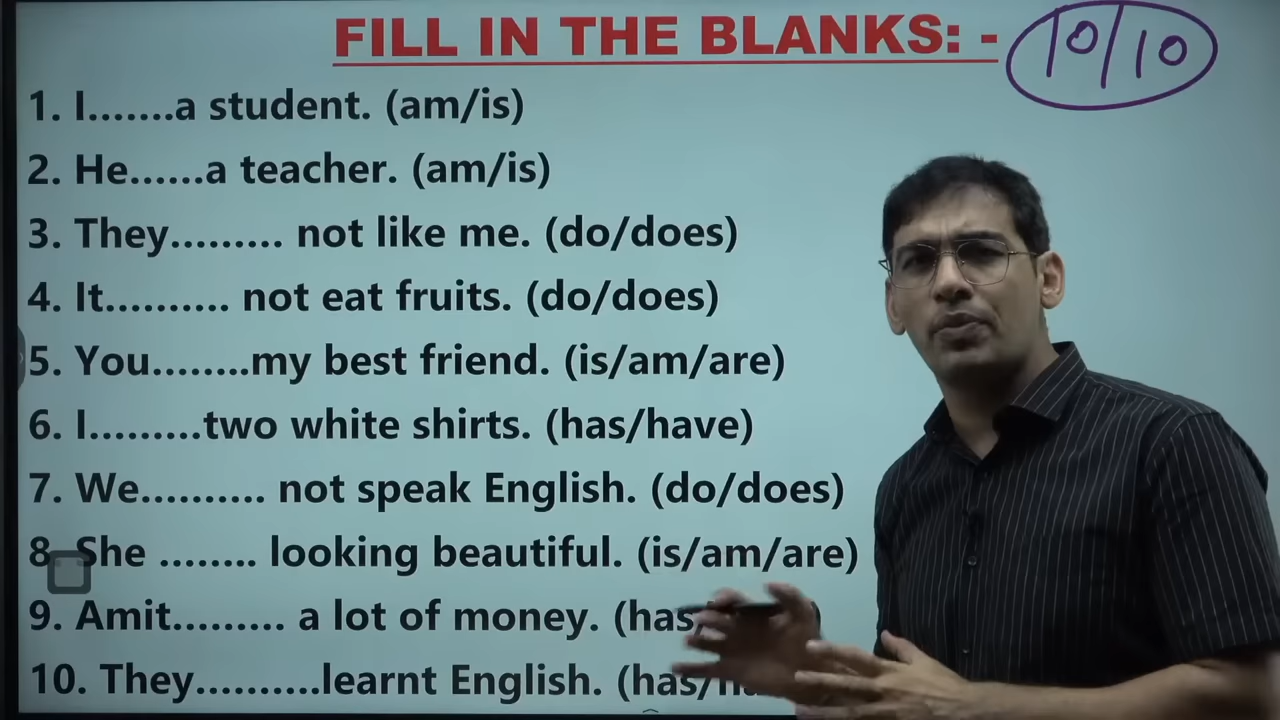 FILL IN THE BLANKS: -
10/10
1. I.......a student. (am/is)
2. He......a teacher. (am/is)
3. They......... not like me. (do/does)
4. It.......... not eat fruits. (do/does)
5. You........my best friend. (is/am/are)
6. I.........two white shirts. (has/have)
7. We.......... not speak English. (do/does)
8. She ........ looking beautiful. (is/am/are)
9. Amit......... a lot of money. (has/
10. They..........learnt English. (has/